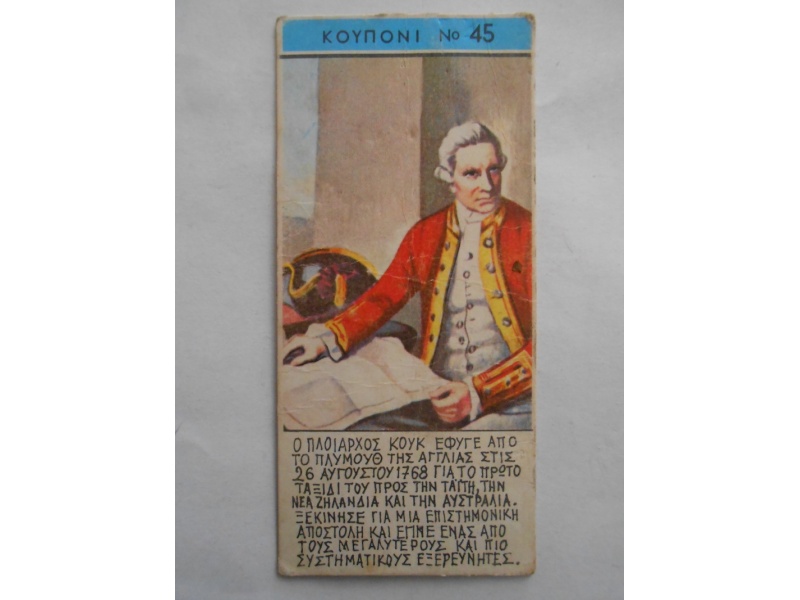 ΚΟΥΠΟΝΙ Νο 45
Ο ΠΛΟΙΑΡΧΟΣ ΚΟΥΚ ΕΦΥΓΕ ΑΠΟ
ΤΟ ΠΛΥΜΟΥΘ ΤΗΣ ΑΓΓΛΙΑΣ ΣΤΙΣ
26 ΑΥΓΟΥΣΤΟΥ 1768 ΓΙΑ ΤΟ ΠΡΩΤΟ
ΤΑΞΙΔΙ ΤΟΥ ΠΡΟΣ ΤΗΝ ΤΑΪΤΗ, ΤΗΝ
ΝΕΑ ΖΗΛΑΝΔΙΑ ΚΑΙ ΤΗΝ ΑΥΣΤΡΑΛΙΑ.
ΞΕΚΙΝΗΣΕ ΓΙΑ ΜΙΑ ΕΠΙΣΤΗΜΟΝΙΚΗ
ΑΠΟΣΤΟΛΗ ΚΑΙ ΕΓΙΝΕ ΕΝΑΣ ΑΠΟ
ΤΟΥΣ ΜΕΓΑΛΥΤΕΡΟΥΣ ΚΑΙ ΠΙΟ
ΣΥΣΤΗΜΑΤΙΚΟΥΣ ΕΞΕΡΕΥΝΗΤΕΣ.